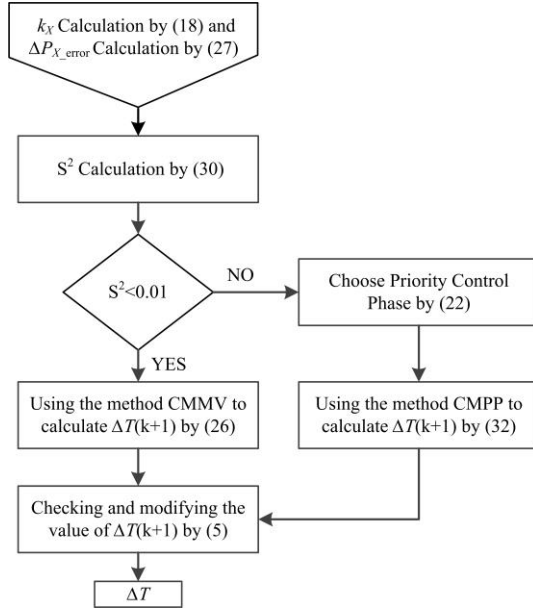 k_X Calculation by (18) and
ΔP_X_error Calculation by (27)
S² Calculation by (30)
S²<0.01
NO
Choose Priority Control
Phase by (22)
YES
Using the method CMMV to
calculate ΔT(k+1) by (26)
Using the method CMPP to
calculate ΔT(k+1) by (32)
Checking and modifying the
value of ΔT(k+1) by (5)
ΔT